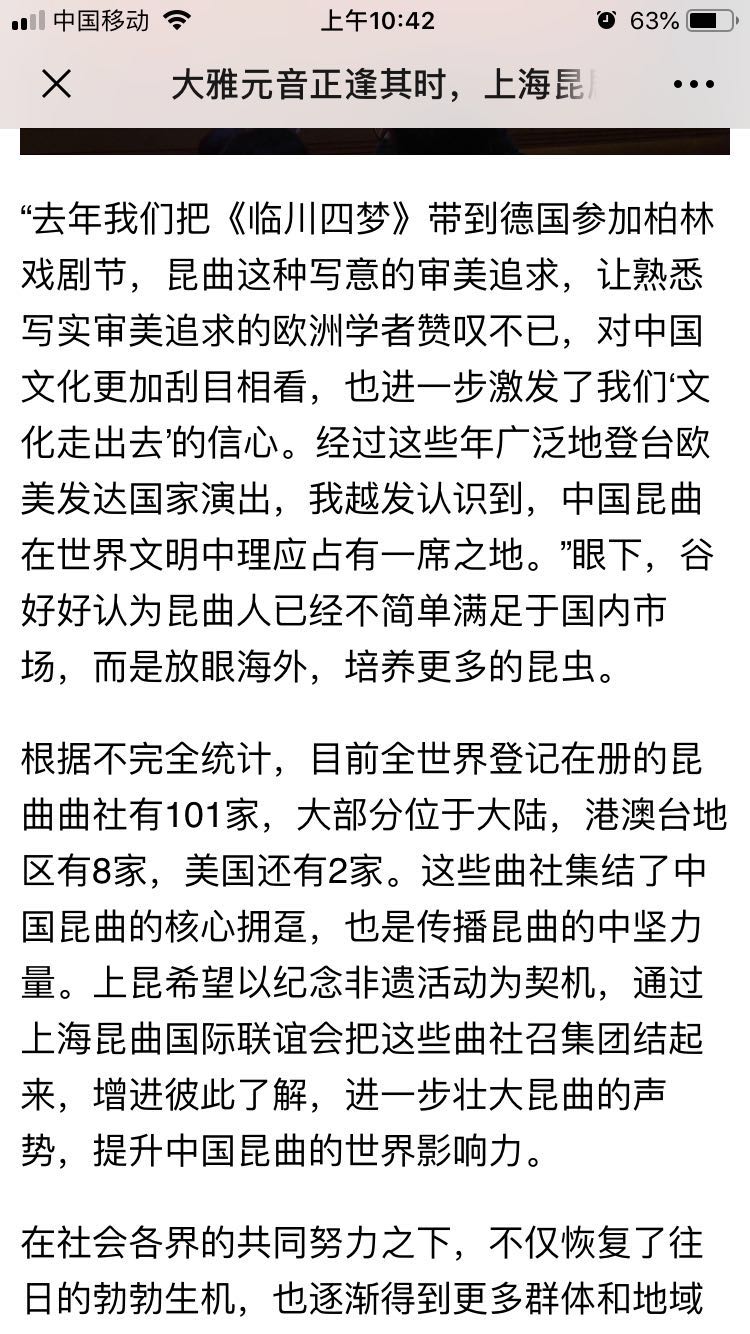 中国移动 上午10:42 63%
大雅元音正逢其时，上海昆
“去年我们把《临川四梦》带到德国参加柏林
戏剧节，昆曲这种写意的审美追求，让熟悉
写实审美追求的欧洲学者赞叹不已，对中国
文化更加刮目相看，也进一步激发了我们‘文
化走出去’的信心。经过这些年广泛地登台欧
美发达国家演出，我越发认识到，中国昆曲
在世界文明中理应占有一席之地。”眼下，谷
好好认为昆曲人已经不简单满足于国内市
场，而是放眼海外，培养更多的昆虫。
根据不完全统计，目前全世界登记在册的昆
曲曲社有101家，大部分位于大陆，港澳台地
区有8家，美国还有2家。这些曲社集结了中
国昆曲的核心拥趸，也是传播昆曲的中坚力
量。上昆希望以纪念非遗活动为契机，通过
上海昆曲国际联谊会把这些曲社召集团结起
来，增进彼此了解，进一步壮大昆曲的声
势，提升中国昆曲的世界影响力。
在社会各界的共同努力之下，不仅恢复了往
日的勃勃生机，也逐渐得到更多群体和地域